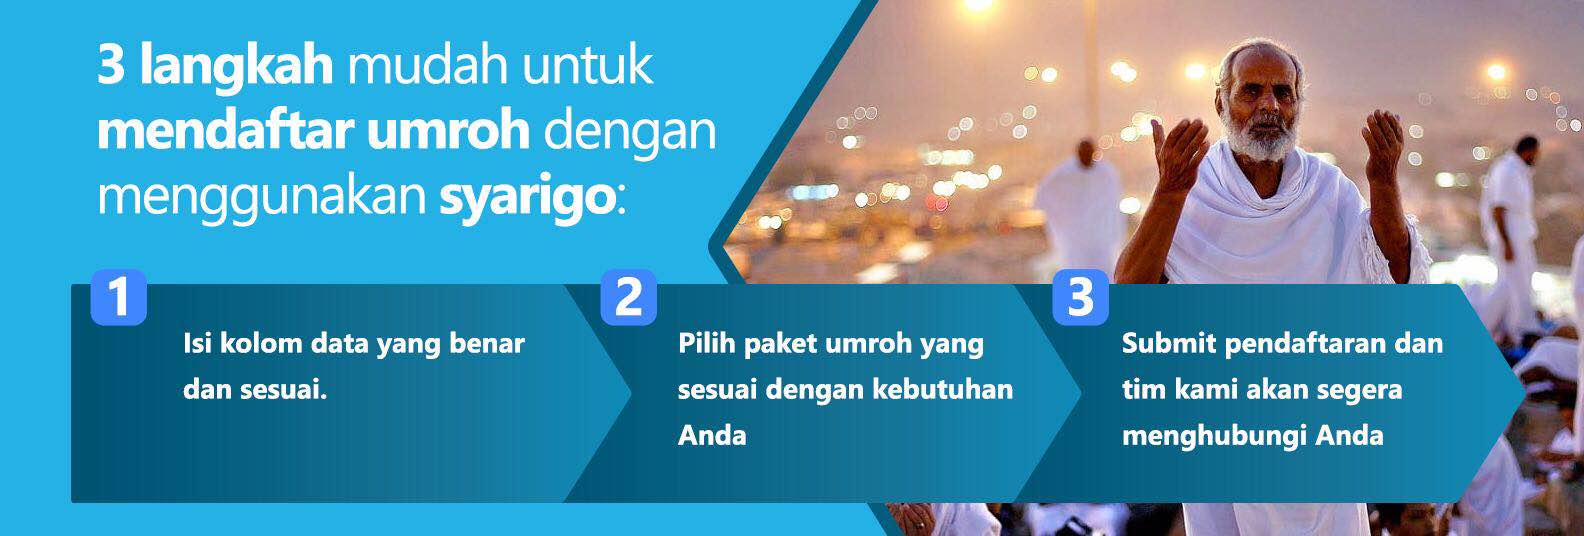 3 langkah mudah untuk
mendaftar umroh dengan
menggunakan syarigo:
1
Isi kolom data yang benar
dan sesuai.
2
Pilih paket umroh yang
sesuai dengan kebutuhan
Anda
3
Submit pendaftaran dan
tim kami akan segera
menghubungi Anda